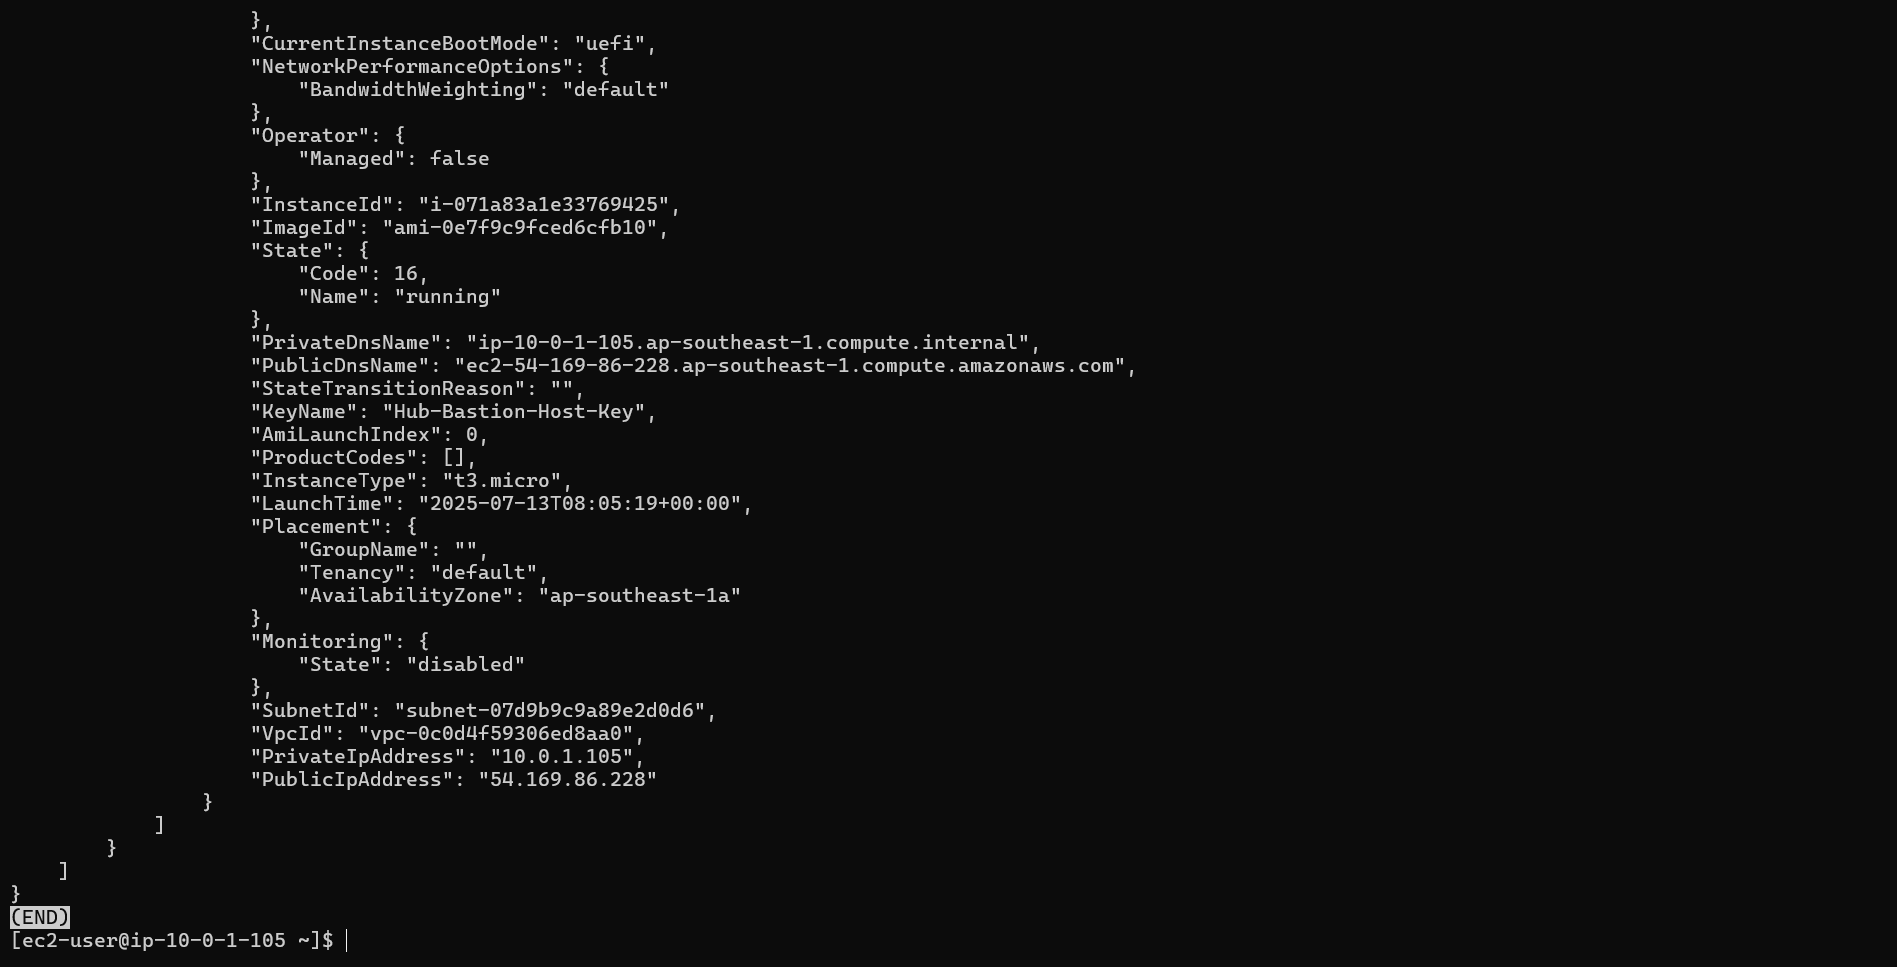 },
"CurrentInstanceBootMode": "uefi",
"NetworkPerformanceOptions": {
"BandwidthWeighting": "default"
},
"Operator": {
"Managed": false
},
"InstanceId": "i-071a83a1e33769425",
"ImageId": "ami-0e7f9c9fced6cfb10",
"State": {
"Code": 16,
"Name": "running"
},
"PrivateDnsName": "ip-10-0-1-105.ap-southeast-1.compute.internal",
"PublicDnsName": "ec2-54-169-86-228.ap-southeast-1.compute.amazonaws.com",
"StateTransitionReason": "",
"KeyName": "Hub-Bastion-Host-Key",
"AmiLaunchIndex": 0,
"ProductCodes": [],
"InstanceType": "t3.micro",
"LaunchTime": "2025-07-13T08:05:19+00:00",
"Placement": {
"GroupName": "",
"Tenancy": "default",
"AvailabilityZone": "ap-southeast-1a"
},
"Monitoring": {
"State": "disabled"
},
"SubnetId": "subnet-07d9b9c9a89e2d0d6",
"VpcId": "vpc-0c0d4f59306ed8aa0",
"PrivateIpAddress": "10.0.1.105",
"PublicIpAddress": "54.169.86.228"
}
]
}
]
}
(END)
[ec2-user@ip-10-0-1-105 ~]$